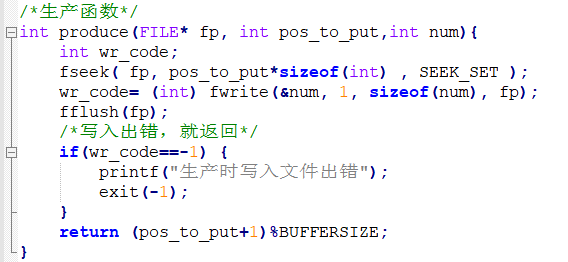 /*生产函数*/
int produce(FILE* fp, int pos_to_put,int num){
int wr_code;
fseek( fp, pos_to_put*sizeof(int) , SEEK_SET );
wr_code= (int) fwrite(&num, 1, sizeof(num), fp);
fflush(fp);
/*写入出错，就返回*/
if(wr_code==-1) {
printf("生产时写入文件出错");
exit(-1);
}
return (pos_to_put+1)%BUFFERSIZE;
}